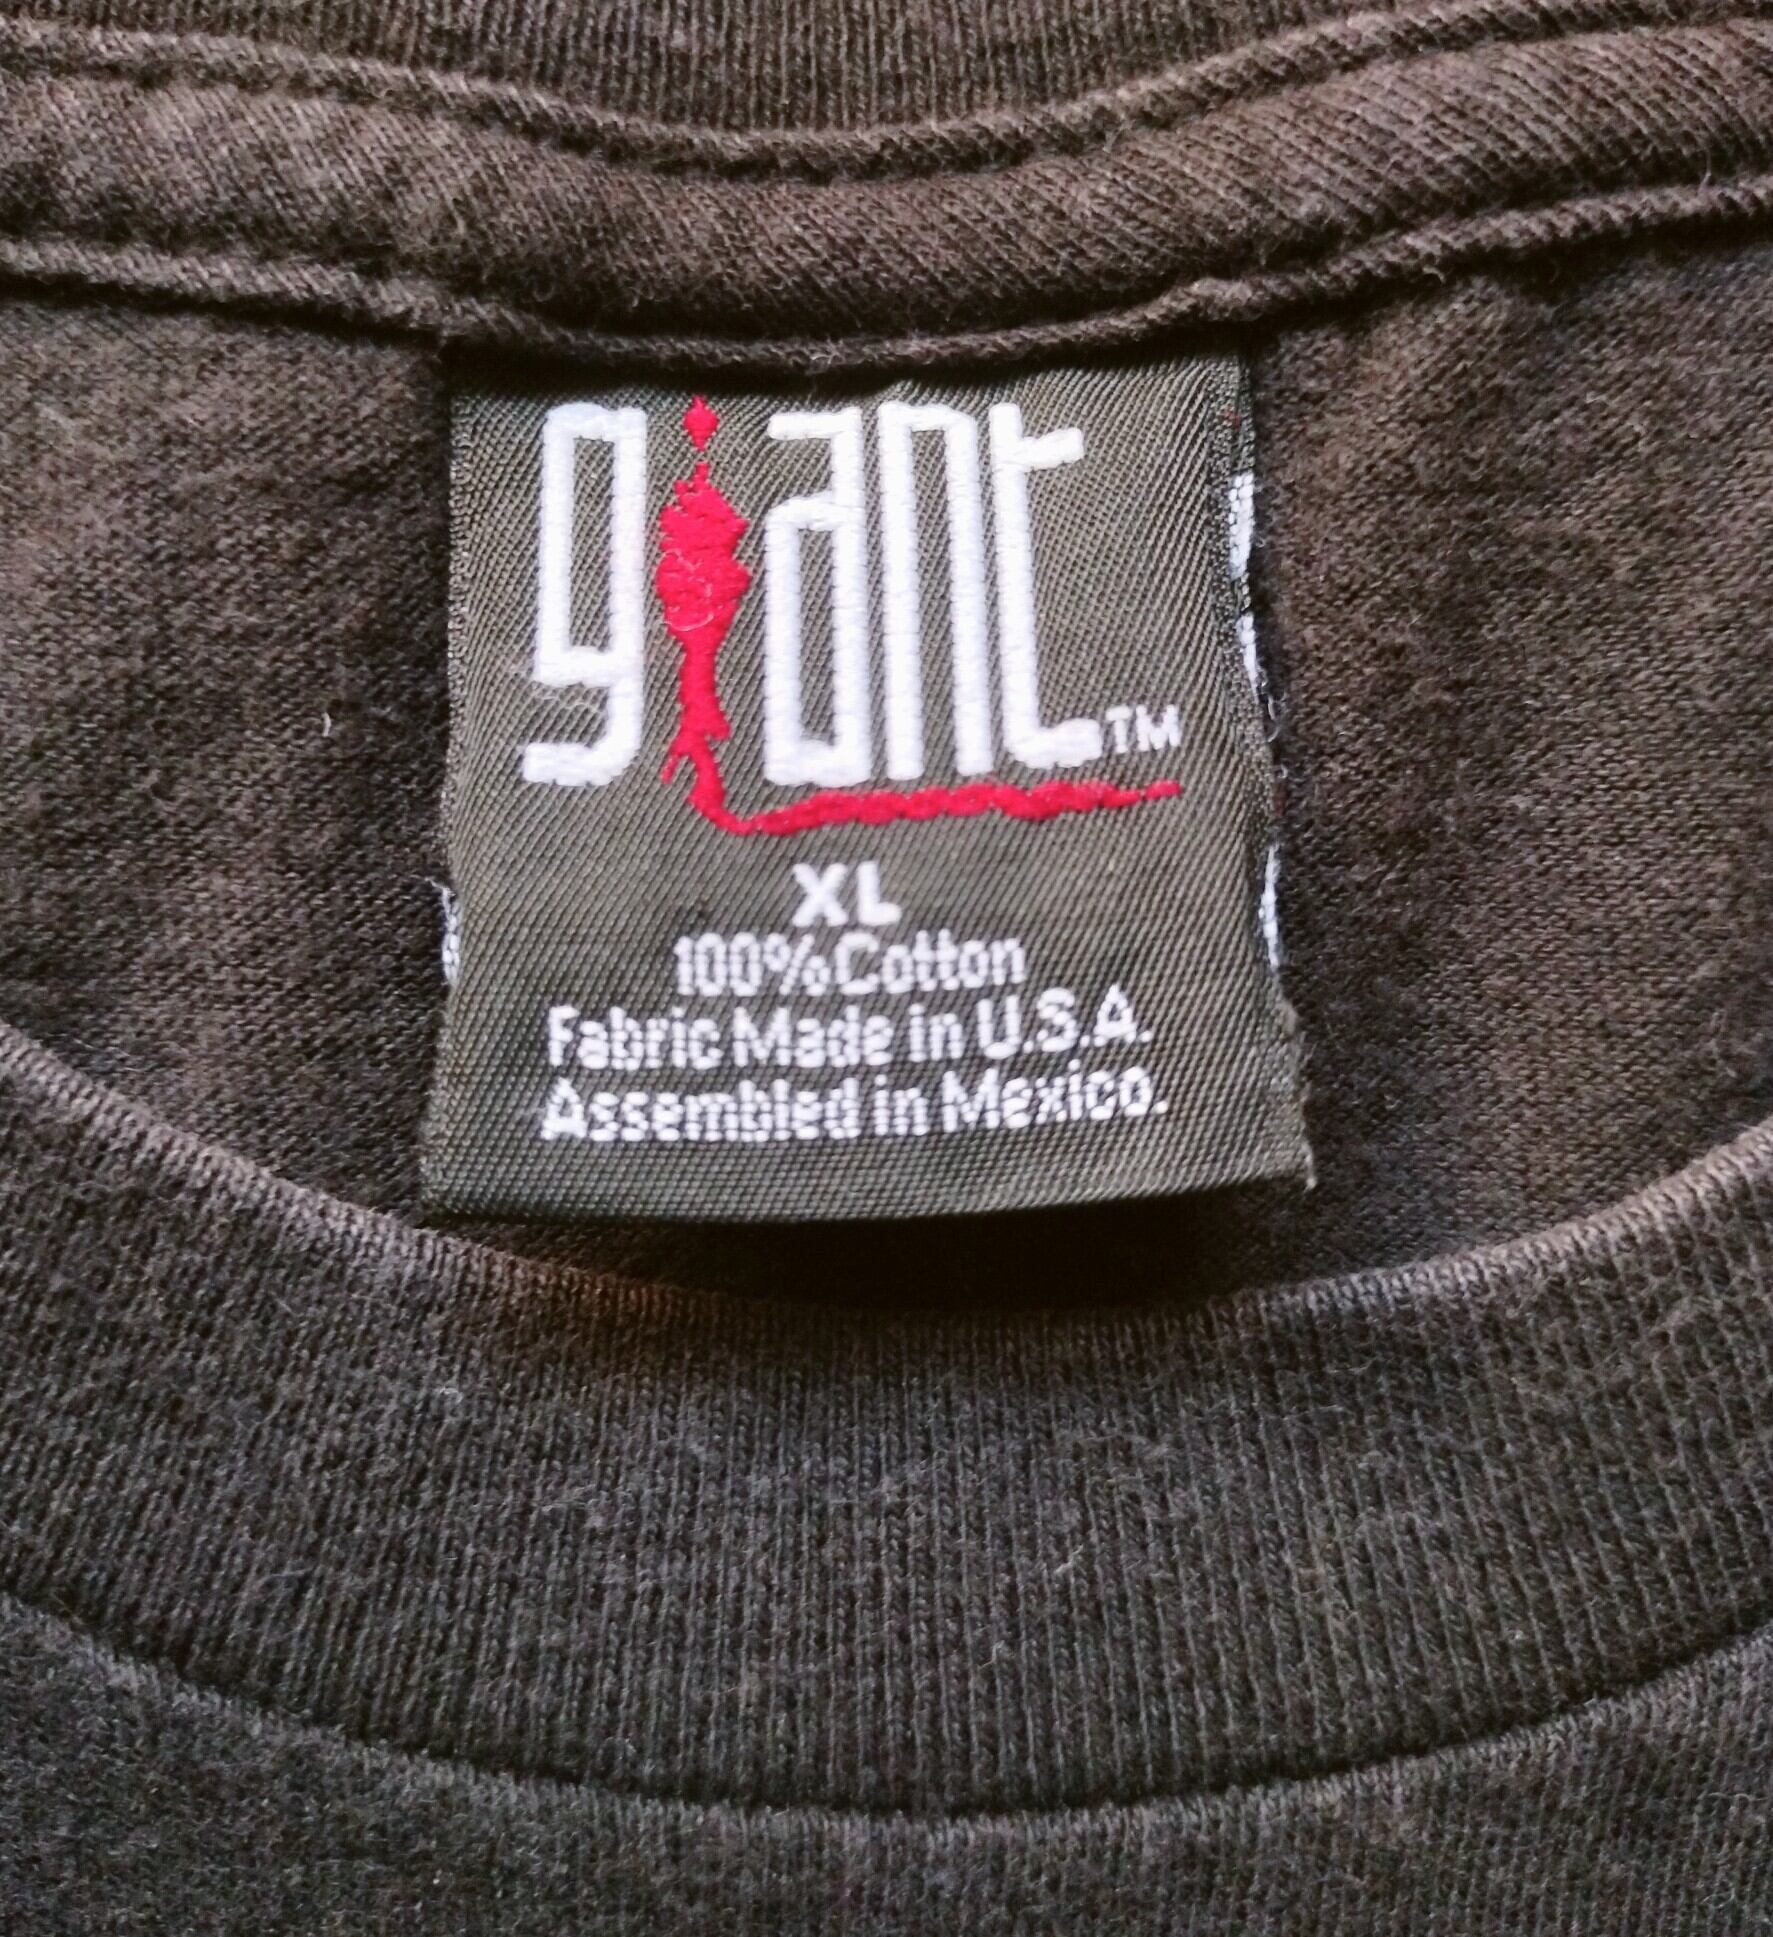 giant™
XL
100% Cotton
Fabric Made in U.S.A.
Assembled in Mexico.